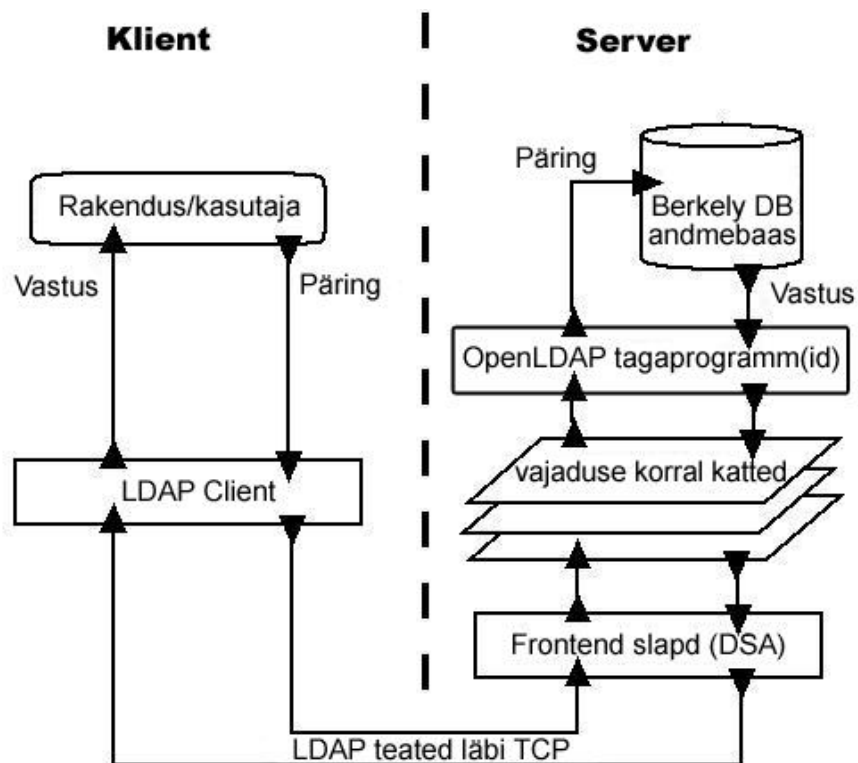 Klient
Server
Rakendus/kasutaja
Vastus
Päring
LDAP Client
Päring
Berkely DB
andmebaas
Vastus
OpenLDAP tagaprogramm(id)
vajaduse korral katted
Frontend slapd (DSA)
LDAP teated läbi TCP